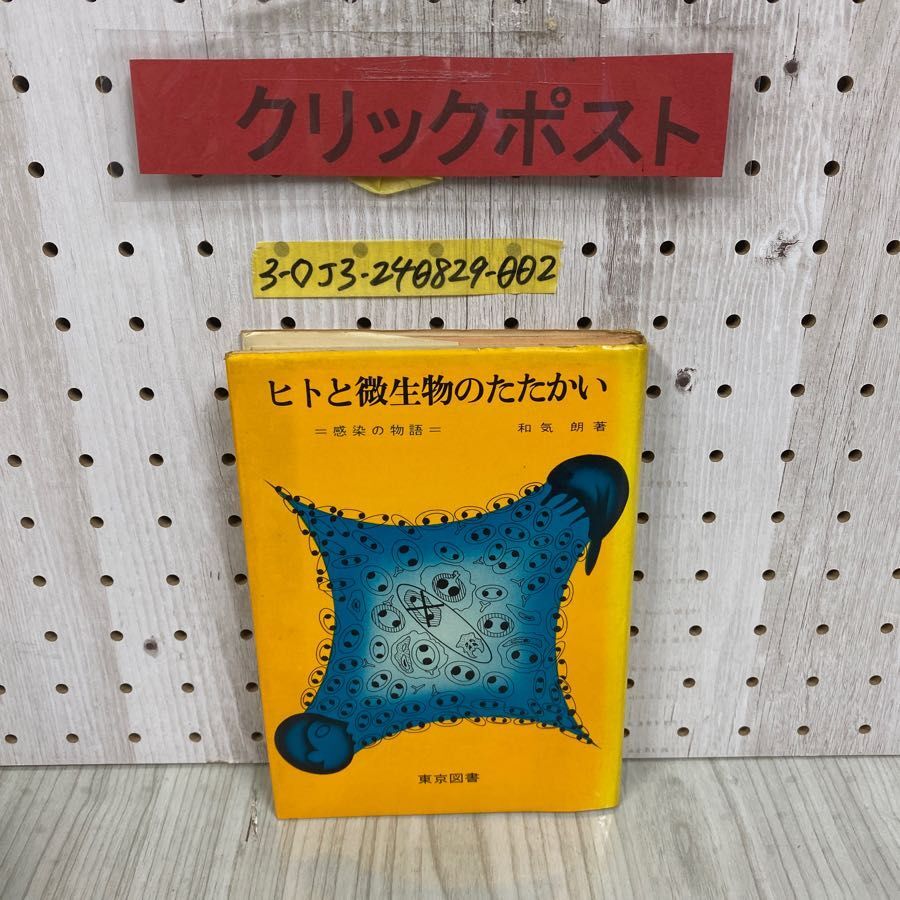 クリックポスト
3-OJ3-240829-002
ヒトと微生物のたたかい
=感染の物語= 和気 朗 著
東京図書